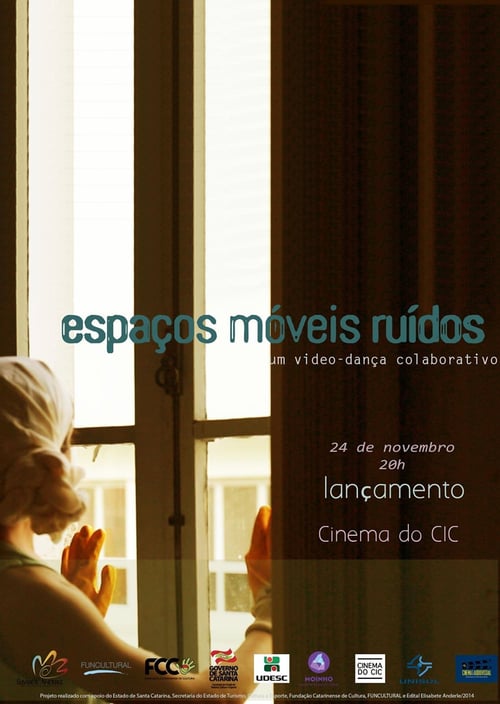 espaços móveis ruídos
um video-dança colaborativo
24 de novembro
20h
lançamento
Cinema do CIC
FUNCULTURAL
FCC
GOVERNO DE
SANTA
CATARINA
UDESC
MOINHO
CINEMA
DO CIC
UNISUL
Projeto realizado com apoio do Estado de Santa Catarina, Secretaria do Estado de Turismo, Cultura e Esporte, Fundação Catarinense de Cultura, FUNCULTURAL e Edital Elisabete Anderle/2014